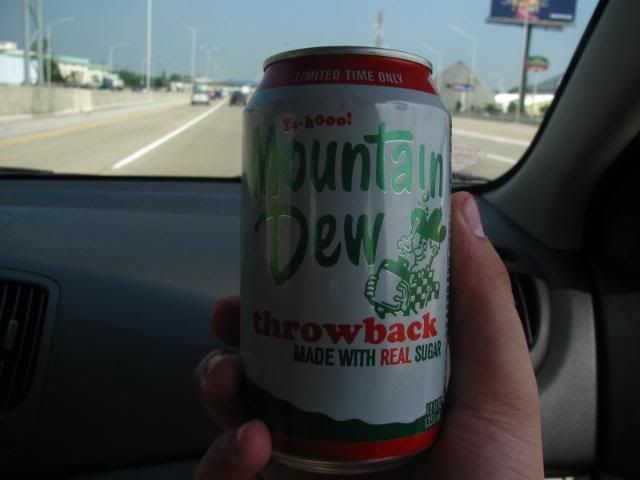 LIMITED TIME ONLY
Ya-hooo!
Mountain
Dew
throwback
MADE WITH REAL SUGAR